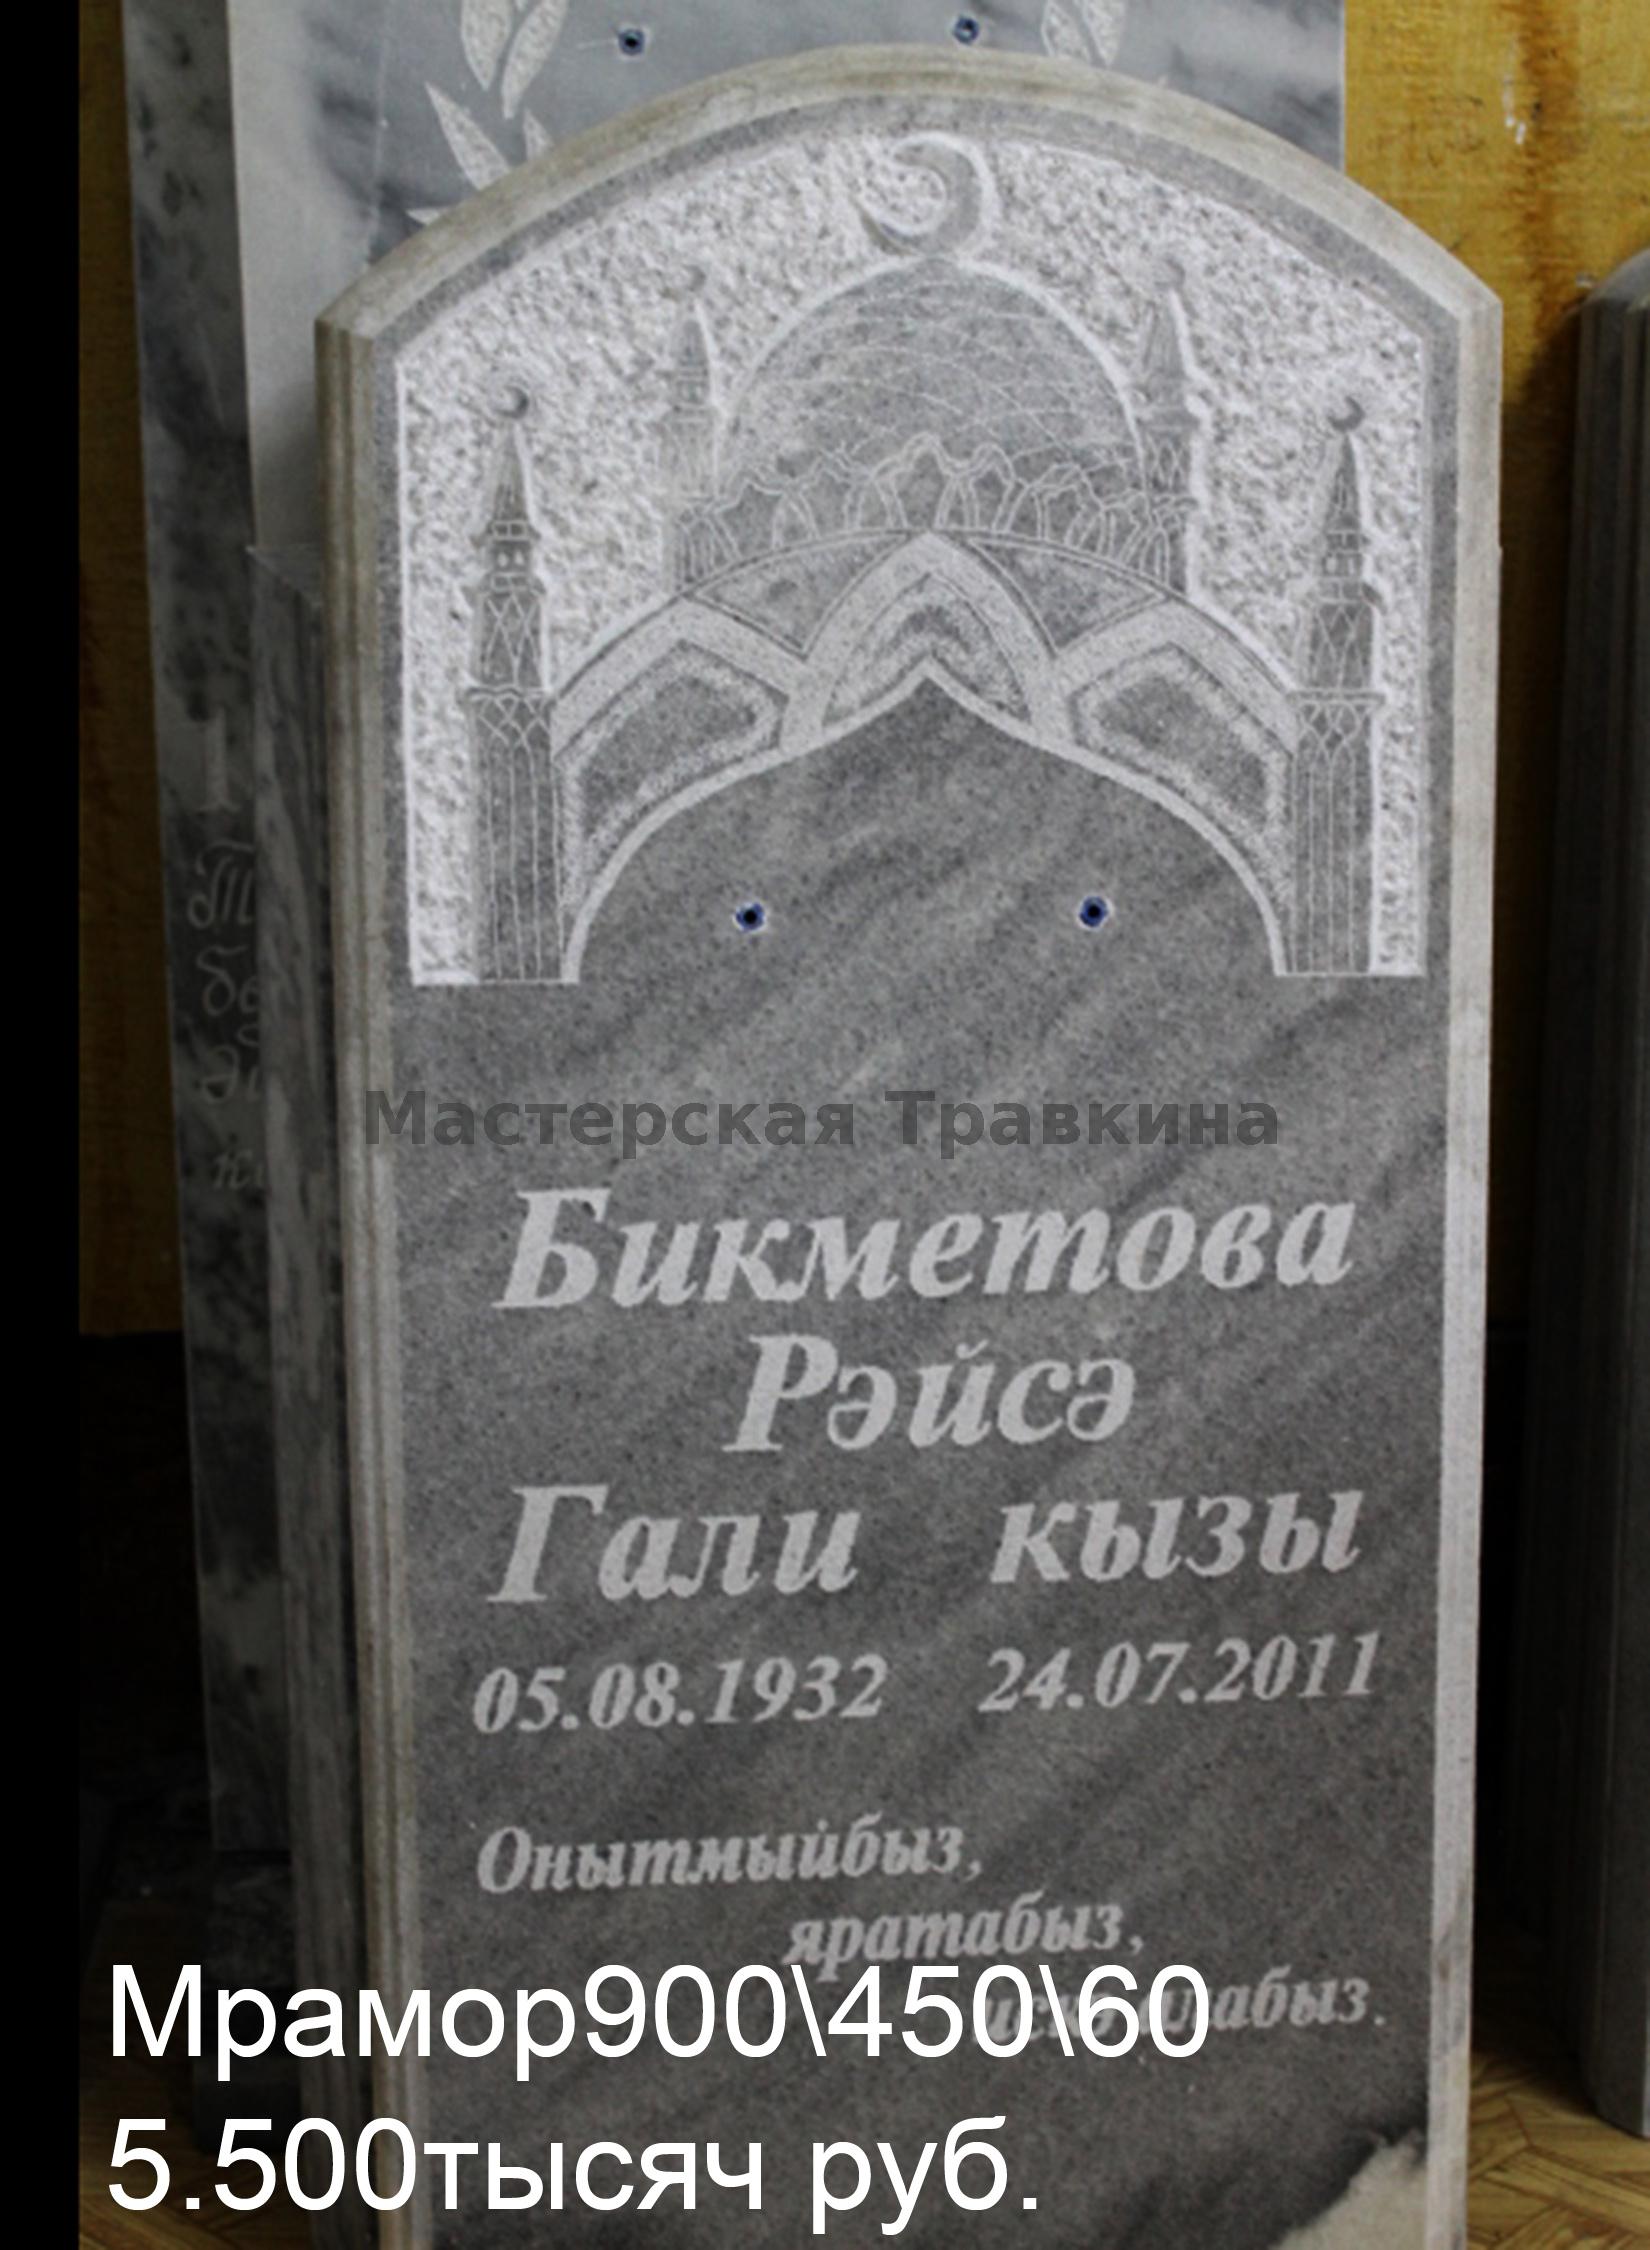 Мастерская Травкина
Бикметова
Рәйсә
Гали кызы
05.08.1932 24.07.2011
Онытмыйбыз,
яратабыз,
Мрамор900\450\60
5.500тысяч руб.